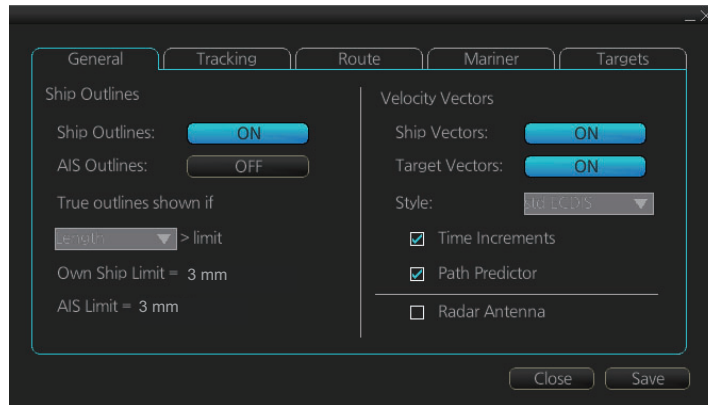 General Tracking Route Mariner Targets
Ship Outlines
Ship Outlines: ON
AIS Outlines: OFF
True outlines shown if
Length > limit
Own Ship Limit = 3 mm
AIS Limit = 3 mm
Velocity Vectors
Ship Vectors: ON
Target Vectors: ON
Style: Std ECDIS
Time Increments
Path Predictor
Radar Antenna
Close Save